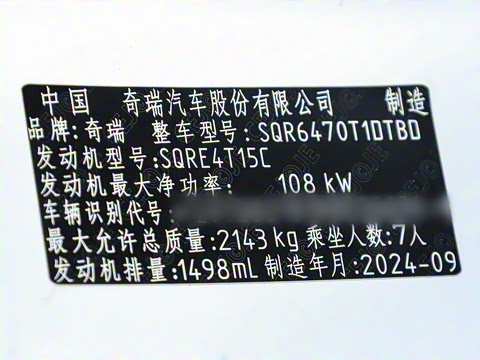 中国 奇瑞汽车股份有限公司 制造
品牌:奇瑞 整车型号:SQR6470T1DTBD
发动机型号:SQRE4T15C
发动机最大净功率: 108 kW
车辆识别代号:
最大允许总质量:2143kg 乘坐人数:7人
发动机排量:1498mL 制造年月:2024-09